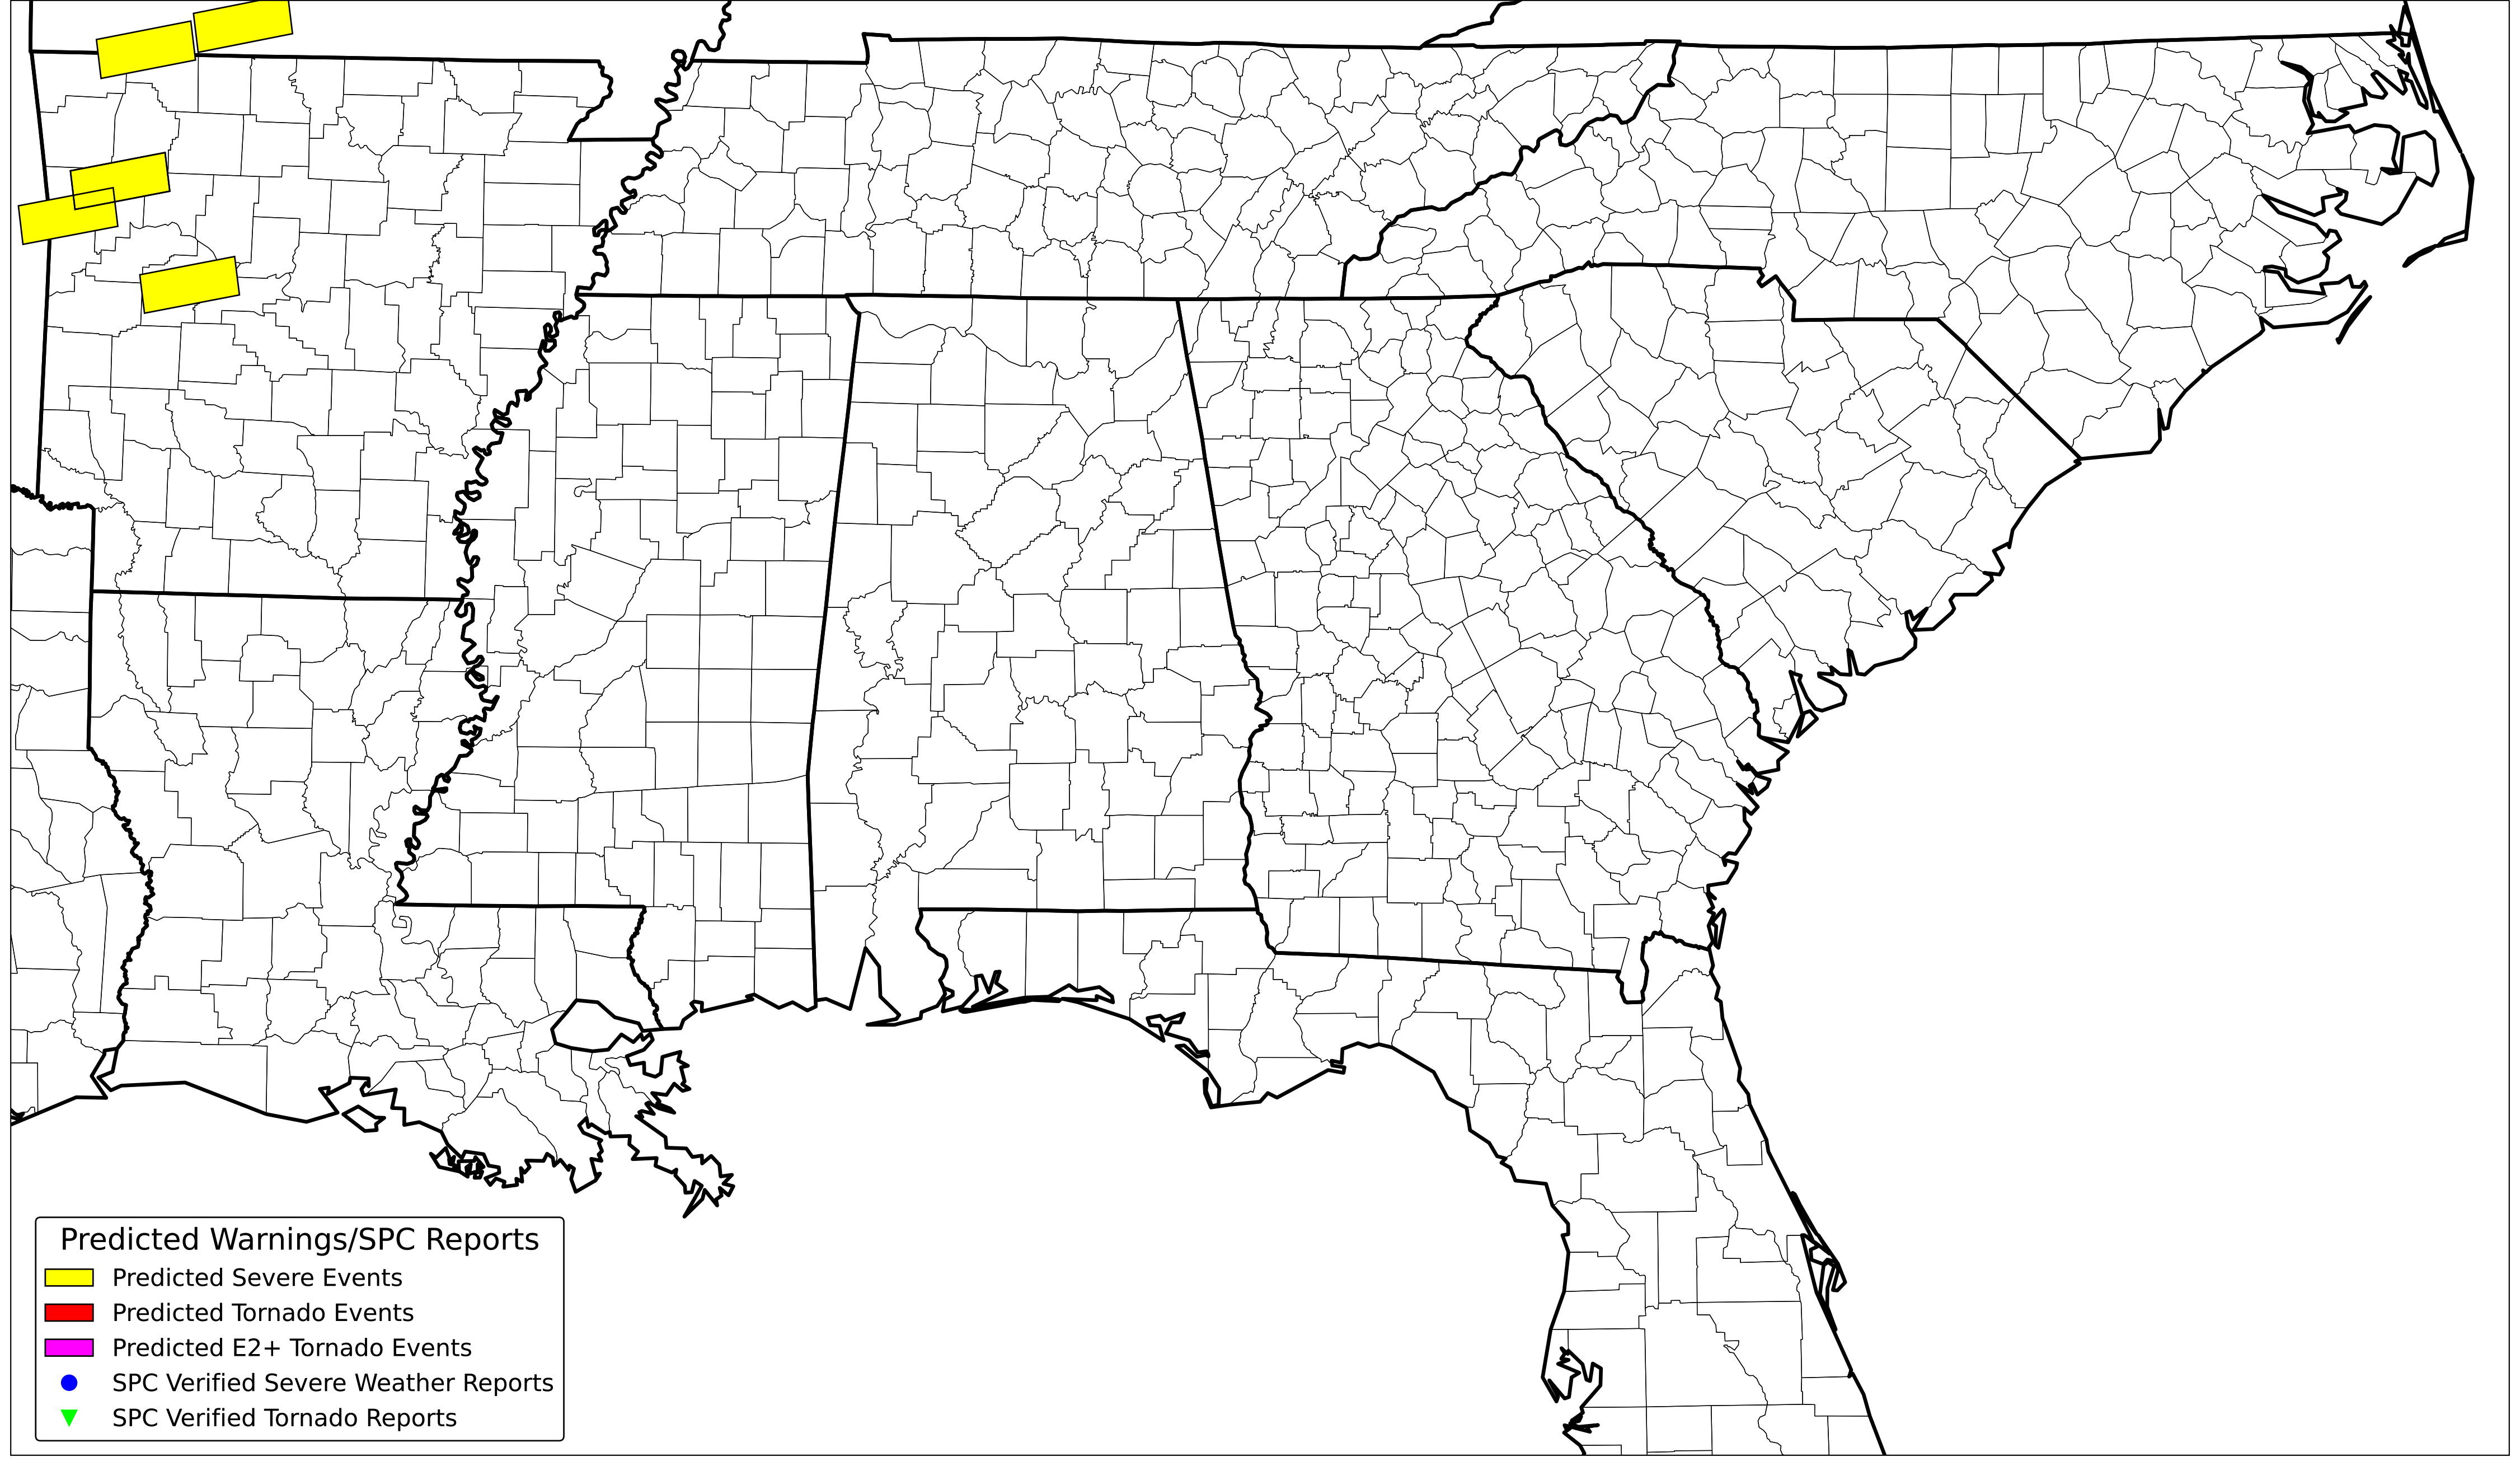 Predicted Warnings/SPC Reports
Predicted Severe Events
Predicted Tornado Events
Predicted E2+ Tornado Events
SPC Verified Severe Weather Reports
SPC Verified Tornado Reports